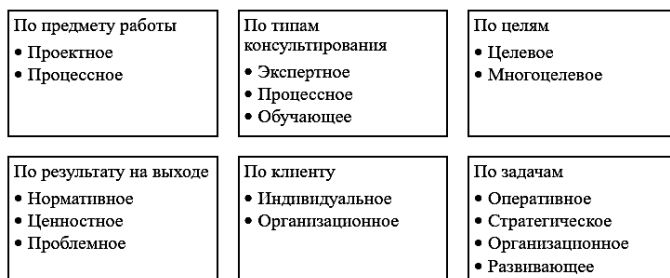 По предмету работы
• Проектное
• Процессное
По типам
консультирования
• Экспертное
• Процессное
• Обучающее
По целям
• Целевое
• Многоцелевое
По результату на выходе
• Нормативное
• Ценностное
• Проблемное
По клиенту
• Индивидуальное
• Организационное
По задачам
• Оперативное
• Стратегическое
• Организационное
• Развивающее